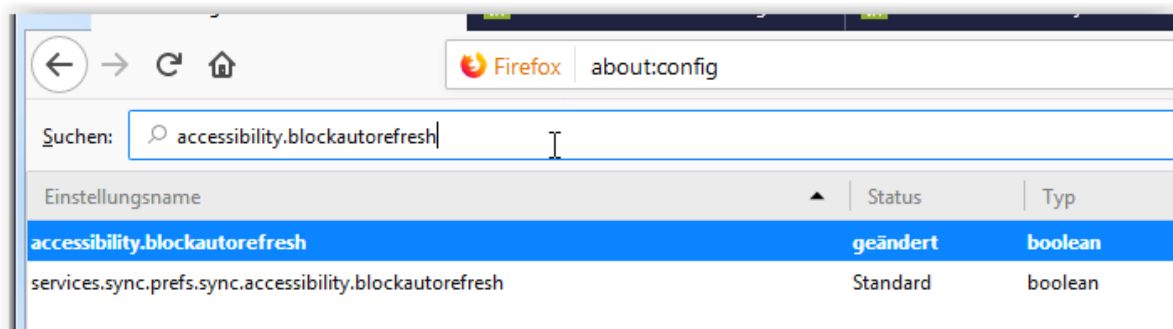 Firefox about:config
Suchen: accessibility.blockautorefresh
Einstellungsname Status Typ
accessibility.blockautorefresh geändert boolean
services.sync.prefs.sync.accessibility.blockautorefresh Standard boolean